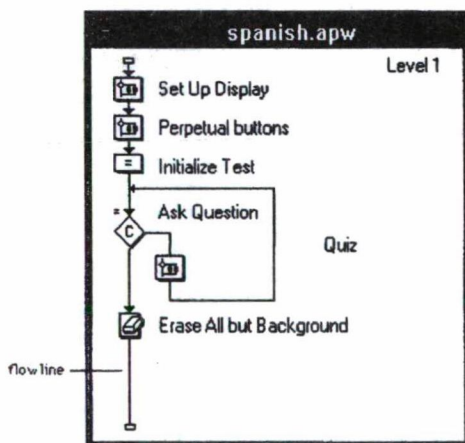 spanish.apw
Level 1
Set Up Display
Perpetual buttons
=
Initialize Test
= Ask Question
C
Quiz
Erase All but Background
flow line